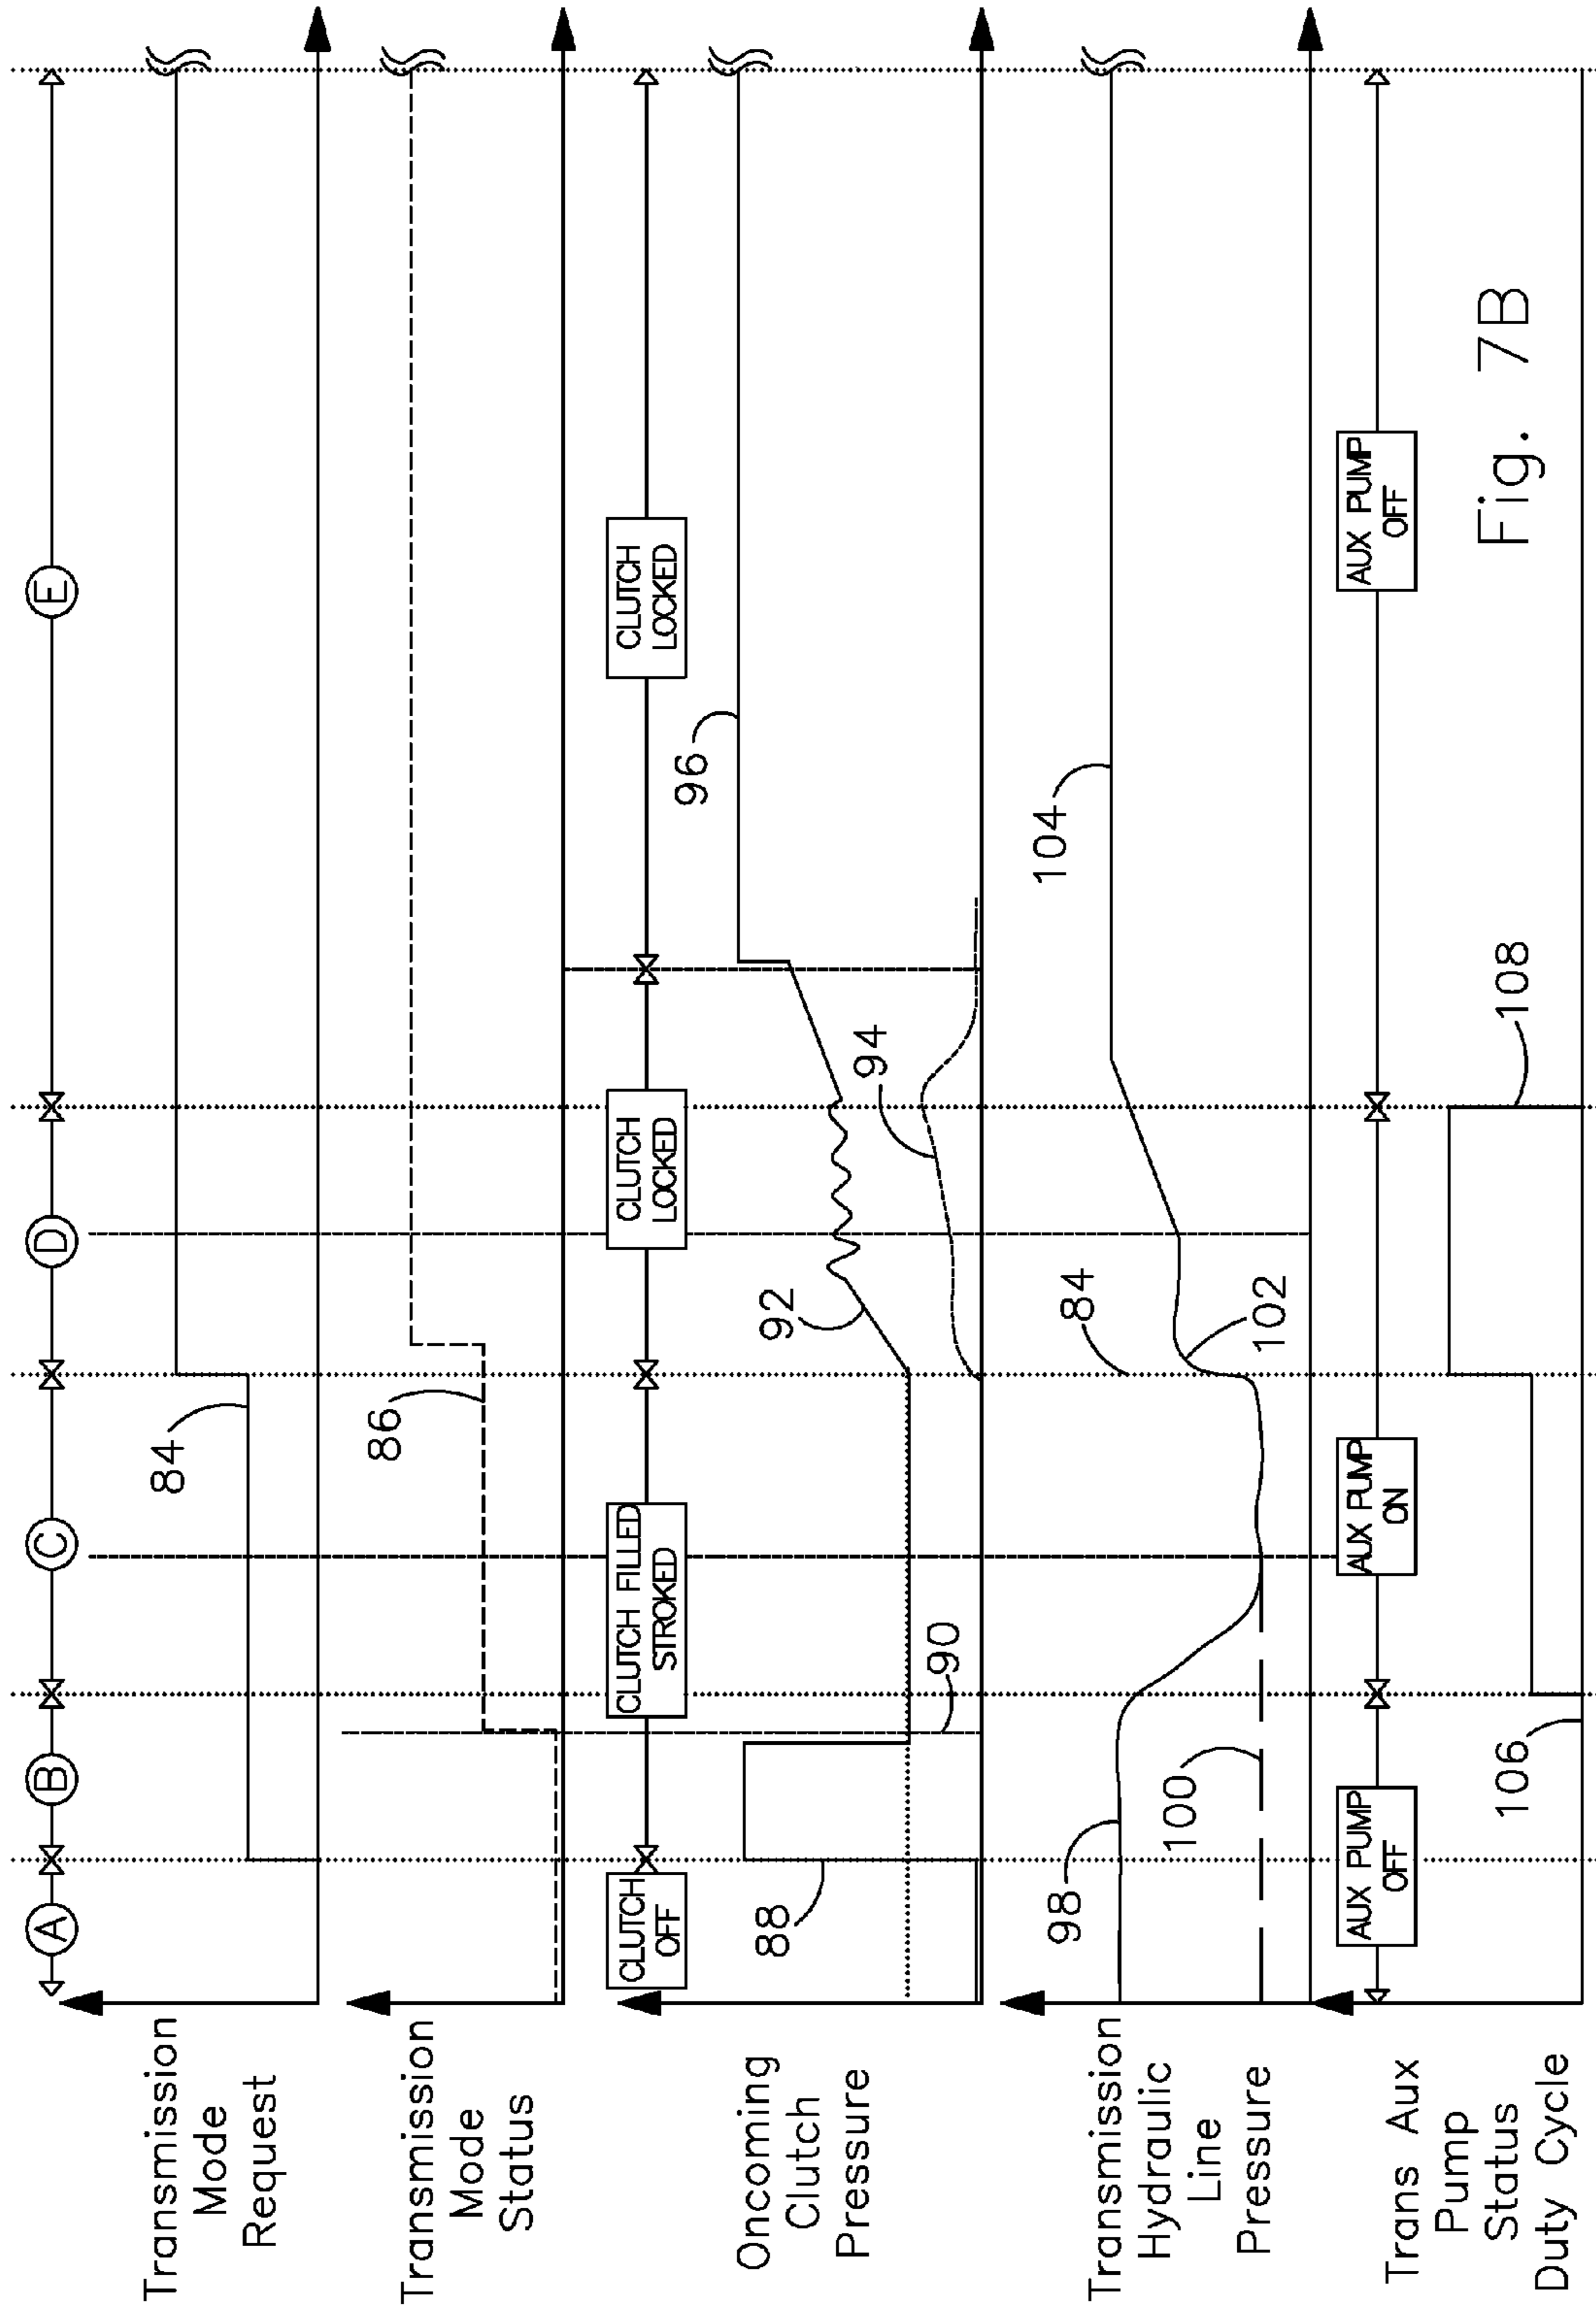 A
B
C
D
E
Transmission
Mode
Request
84
Transmission
Mode
Status
86
CLUTCH
OFF
CLUTCH FILLED
STROKED
CLUTCH
LOCKED
CLUTCH
LOCKED
Oncoming
Clutch
Pressure
88
90
92
94
96
Transmission
Hydraulic
Line
Pressure
98
100
84
102
104
AUX PUMP
OFF
AUX PUMP
ON
AUX PUMP
OFF
Trans Aux
Pump
Status
Duty Cycle
106
108
Fig. 7B